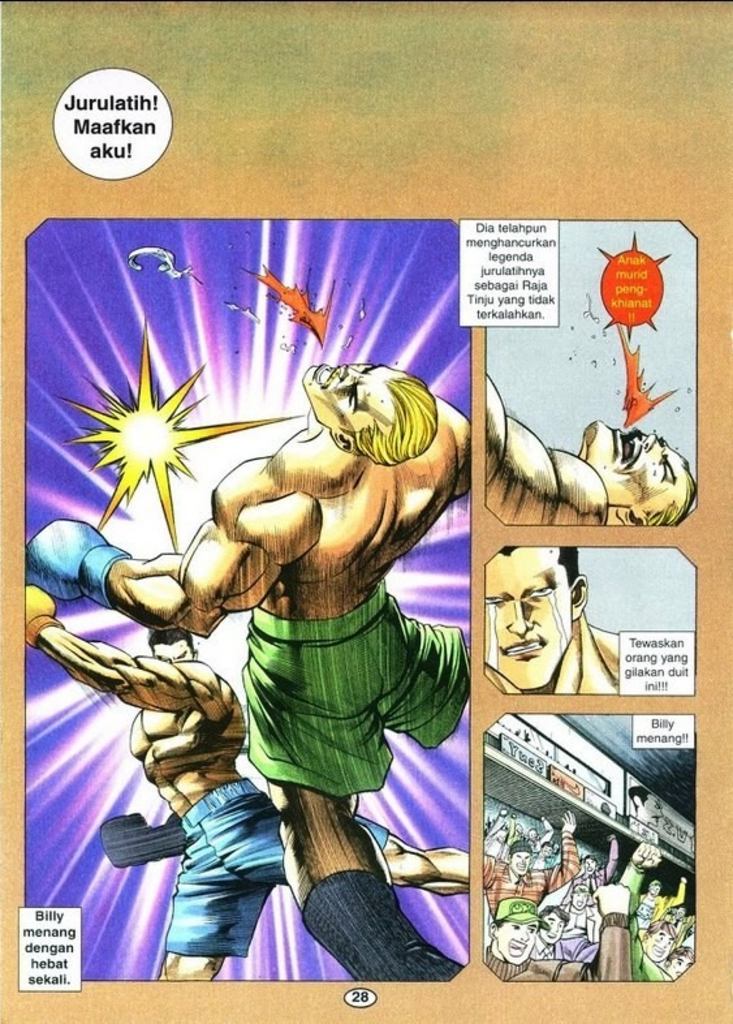 Jurulatih!
Maafkan
aku!
Dia telahpun
menghancurkan
legenda
jurulatihnya
sebagai Raja
Tinju yang tidak
terkalahkan.
Anak
murid
peng-
khianat
!!
Tewaskan
orang yang
gilakan duit
ini!!!
Billy
menang!!
Billy
menang
dengan
hebat
sekali.
28